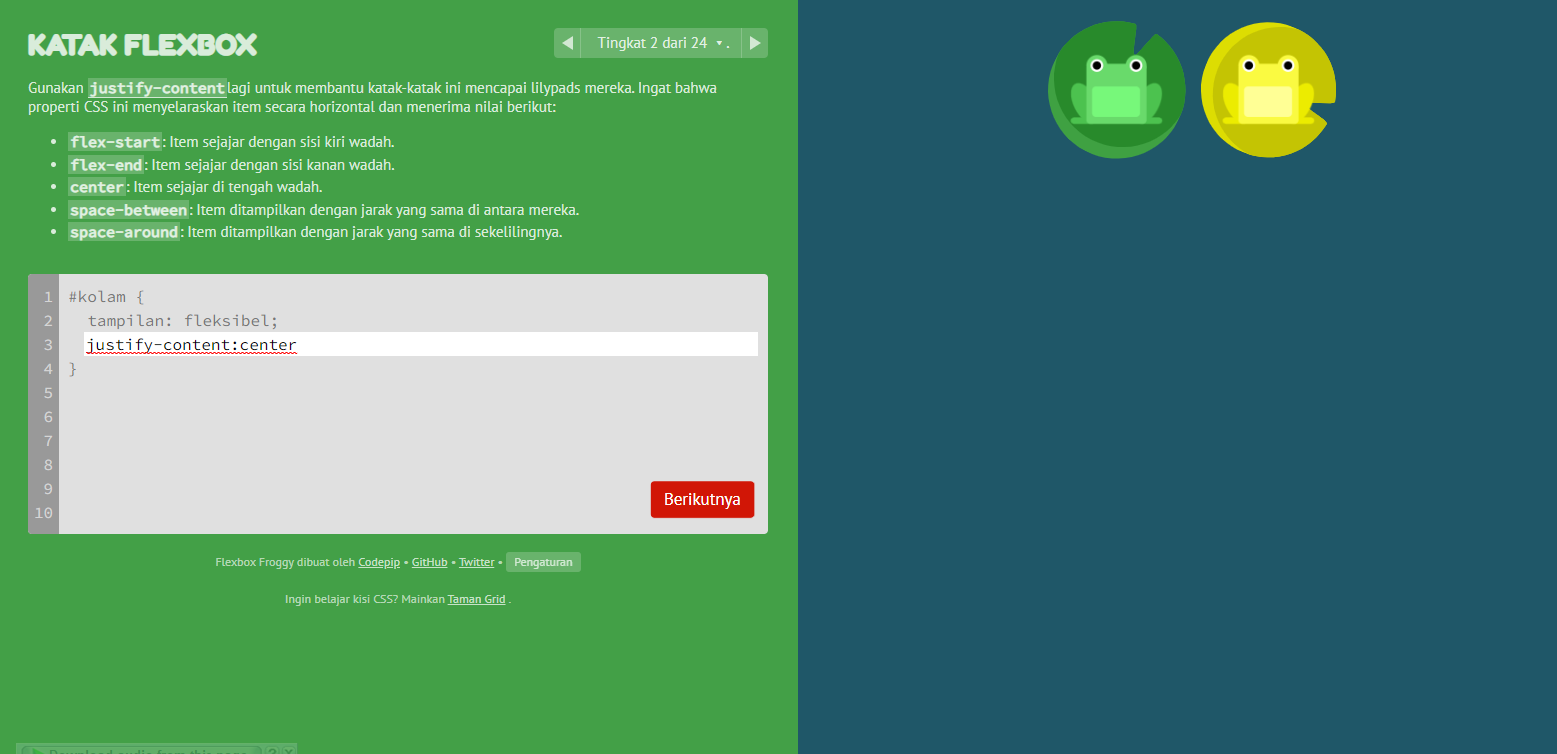 KATAK FLEXBOX
Tingkat 2 dari 24 ▾ .
Gunakan justify-content lagi untuk membantu katak-katak ini mencapai lilypads mereka. Ingat bahwa
properti CSS ini menyelaraskan item secara horizontal dan menerima nilai berikut:
• flex-start: Item sejajar dengan sisi kiri wadah.
• flex-end: Item sejajar dengan sisi kanan wadah.
• center: Item sejajar di tengah wadah.
• space-between: Item ditampilkan dengan jarak yang sama di antara mereka.
• space-around: Item ditampilkan dengan jarak yang sama di sekelilingnya.
1 #kolam {
2 tampilan: fleksibel;
3 justify-content:center
4 }
5
6
7
8
9
10
Berikutnya
Flexbox Froggy dibuat oleh Codepip • GitHub • Twitter • Pengaturan
Ingin belajar kisi CSS? Mainkan Taman Grid .
Download audio from this page ? X